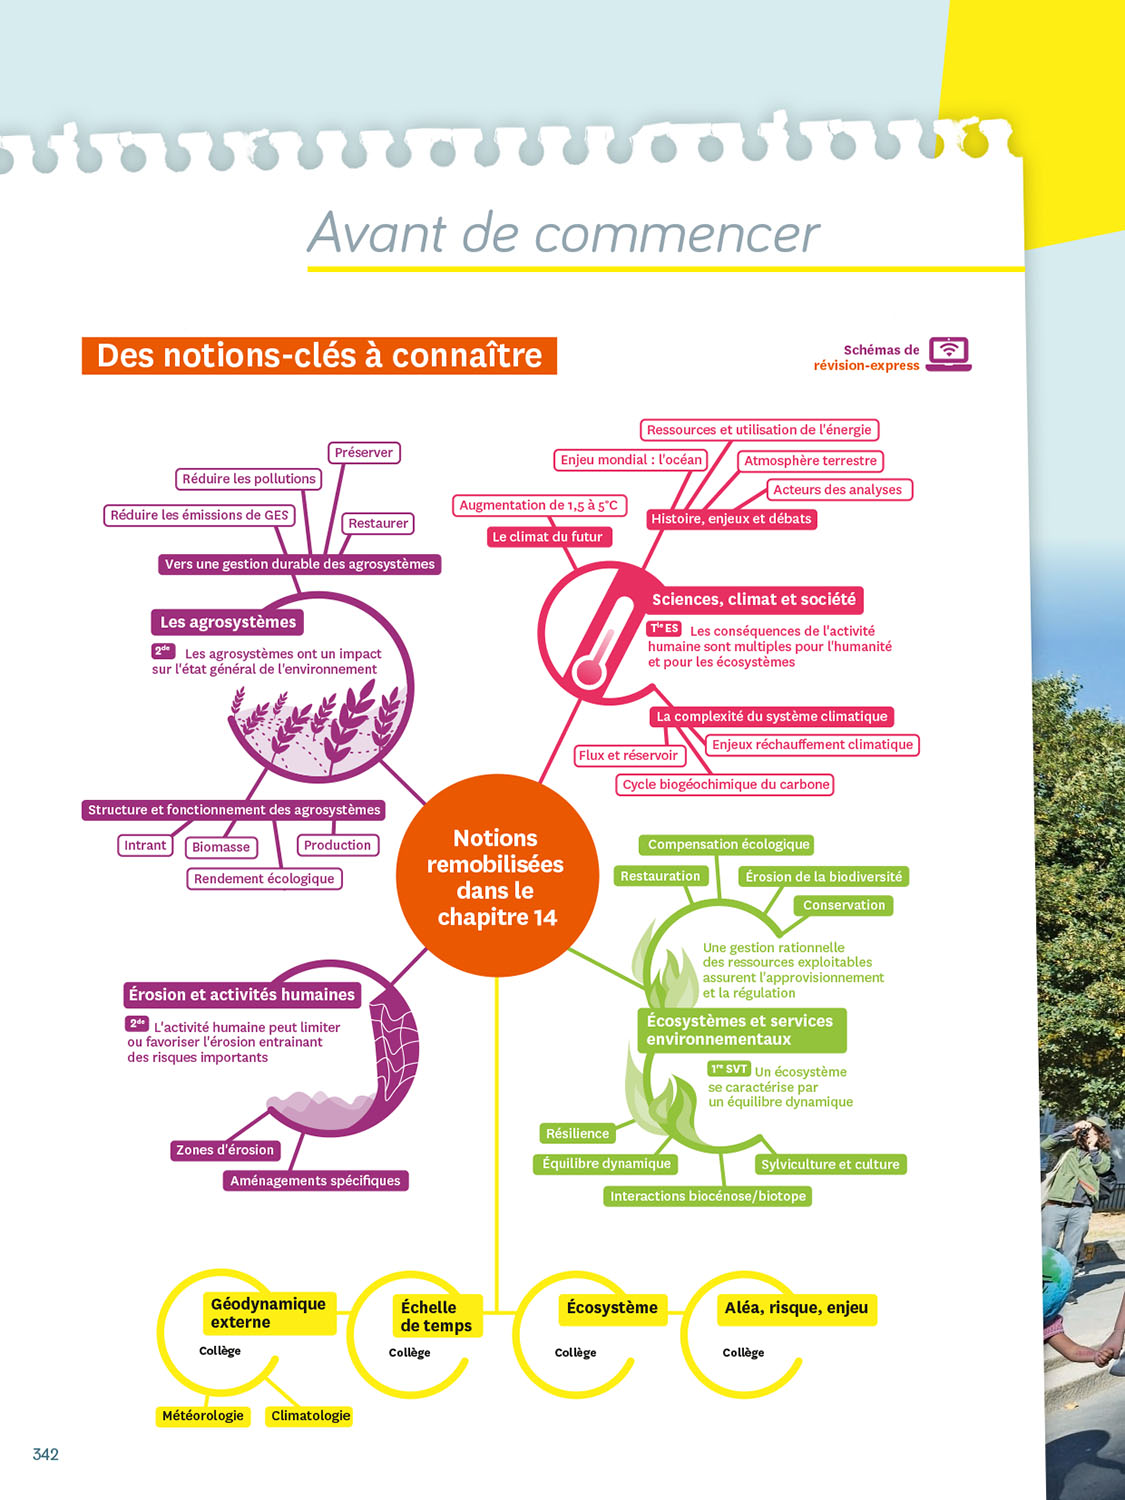 Avant de commencer
Des notions-clés à connaître
Schémas de
révision-express
Préserver
Réduire les pollutions
Réduire les émissions de GES
Restaurer
Vers une gestion durable des agrosystèmes
Les agrosystèmes
2de Les agrosystèmes ont un impact
sur l'état général de l'environnement
Structure et fonctionnement des agrosystèmes
Intrant
Biomasse
Production
Rendement écologique
Ressources et utilisation de l'énergie
Enjeu mondial : l'océan
Atmosphère terrestre
Acteurs des analyses
Augmentation de 1,5 à 5°C
Histoire, enjeux et débats
Le climat du futur
Sciences, climat et société
Tle ES Les conséquences de l'activité
humaine sont multiples pour l'humanité
et pour les écosystèmes
La complexité du système climatique
Enjeux réchauffement climatique
Flux et réservoir
Cycle biogéochimique du carbone
Notions
remobilisées
dans le
chapitre 14
Compensation écologique
Restauration
Érosion de la biodiversité
Conservation
Une gestion rationnelle
des ressources exploitables
assurent l'approvisionnement
et la régulation
Écosystèmes et services
environnementaux
1re SVT Un écosystème
se caractérise par
un équilibre dynamique
Résilience
Équilibre dynamique
Sylviculture et culture
Interactions biocénose/biotope
Érosion et activités humaines
2de L'activité humaine peut limiter
ou favoriser l'érosion entrainant
des risques importants
Zones d'érosion
Aménagements spécifiques
Géodynamique
externe
Collège
Météorologie
Climatologie
Échelle
de temps
Collège
Écosystème
Collège
Aléa, risque, enjeu
Collège
342